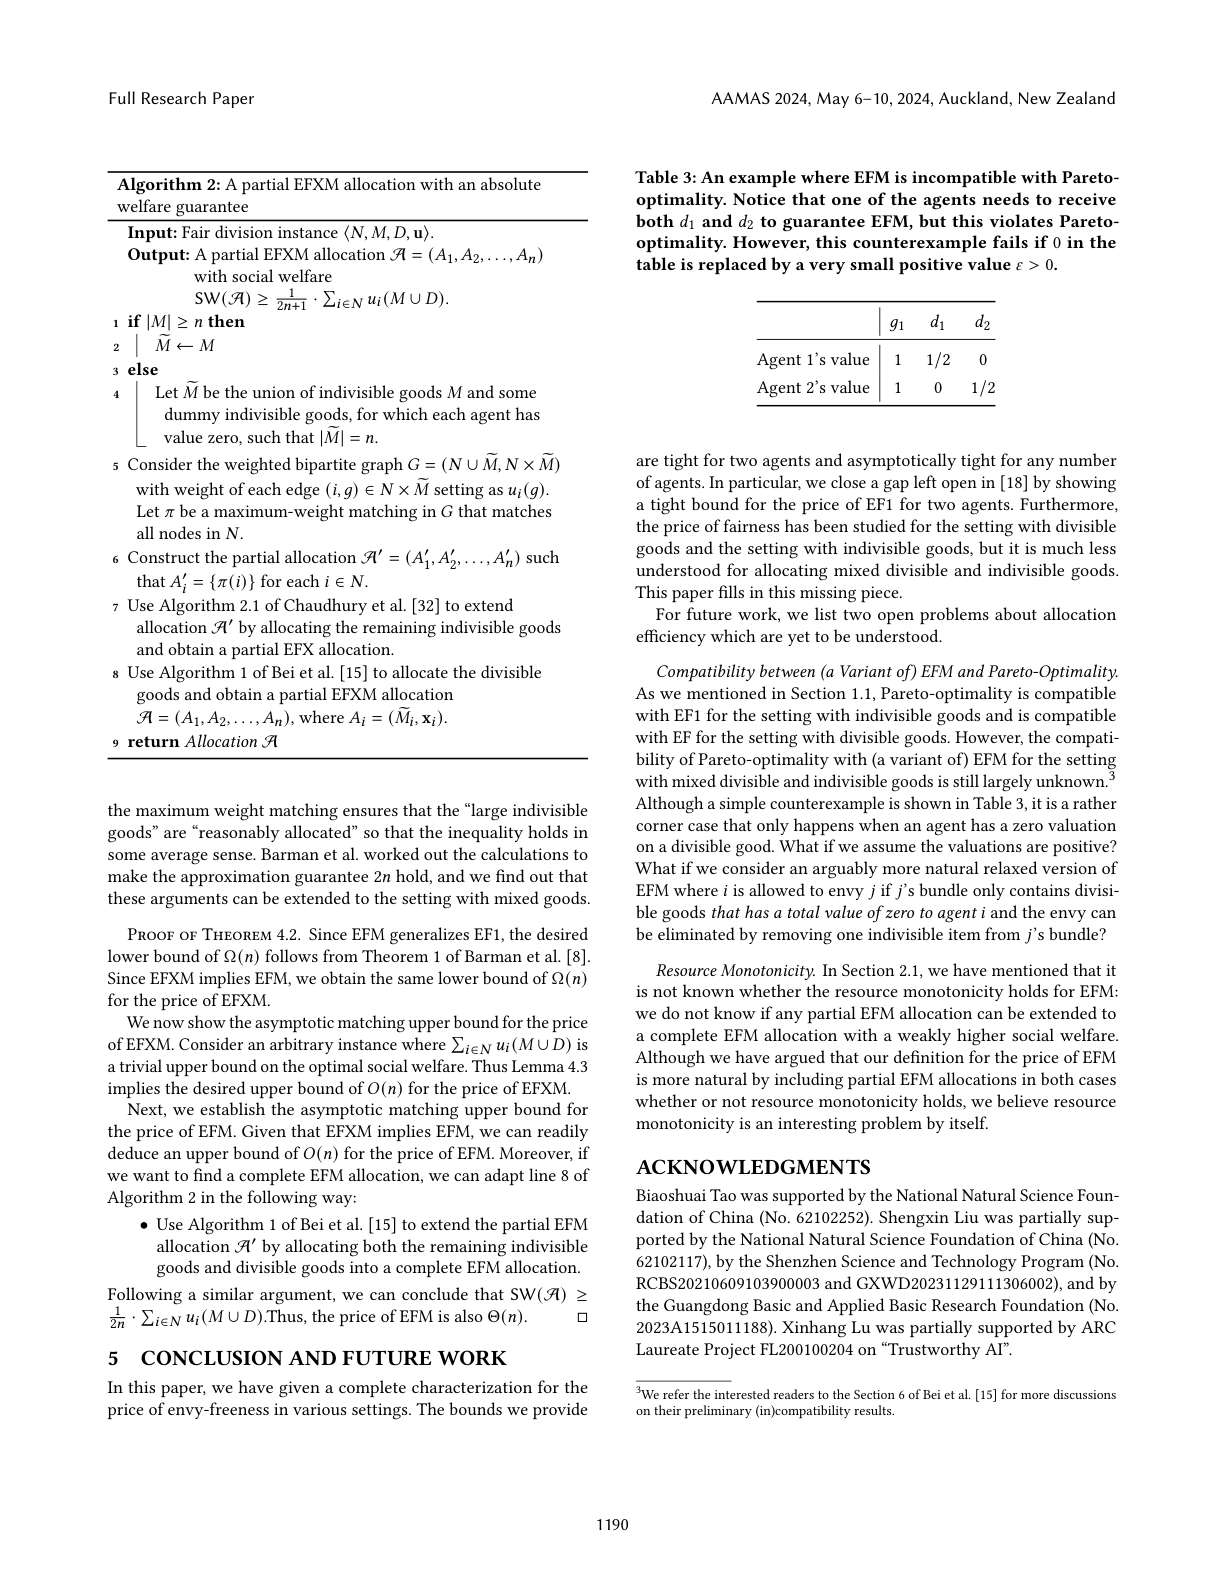 Full Research Paper
AAMAS 2024, May 6–10, 2024, Auckland, New Zealand
Algorithm 2: A partial EFXM allocation with an absolute
welfare guarantee
Input: Fair division instance ⟨N, M, D, u⟩.
Output: A partial EFXM allocation 𝒜 = (A₁, A₂, . . . , Aₙ)
with social welfare
SW(𝒜) ≥ 1/(2n+1) · ∑_{i∈N} u_i(M ∪ D).
1 if |M| ≥ n then
2 M̃ ← M
3 else
4 Let M̃ be the union of indivisible goods M and some
dummy indivisible goods, for which each agent has
value zero, such that |M̃| = n.
5 Consider the weighted bipartite graph G = (N ∪ M̃, N × M̃)
with weight of each edge (i, g) ∈ N × M̃ setting as u_i(g).
Let π be a maximum-weight matching in G that matches
all nodes in N.
6 Construct the partial allocation 𝒜′ = (A′₁, A′₂, . . . , A′ₙ) such
that A′_i = {π(i)} for each i ∈ N.
7 Use Algorithm 2.1 of Chaudhury et al. [32] to extend
allocation 𝒜′ by allocating the remaining indivisible goods
and obtain a partial EFX allocation.
8 Use Algorithm 1 of Bei et al. [15] to allocate the divisible
goods and obtain a partial EFXM allocation
𝒜 = (A₁, A₂, . . . , Aₙ), where A_i = (M̃_i, x_i).
9 return Allocation 𝒜
the maximum weight matching ensures that the “large indivisible
goods” are “reasonably allocated” so that the inequality holds in
some average sense. Barman et al. worked out the calculations to
make the approximation guarantee 2n hold, and we find out that
these arguments can be extended to the setting with mixed goods.
Proof of Theorem 4.2. Since EFM generalizes EF1, the desired
lower bound of Ω(n) follows from Theorem 1 of Barman et al. [8].
Since EFXM implies EFM, we obtain the same lower bound of Ω(n)
for the price of EFXM.
We now show the asymptotic matching upper bound for the price
of EFXM. Consider an arbitrary instance where ∑_{i∈N} u_i(M ∪ D) is
a trivial upper bound on the optimal social welfare. Thus Lemma 4.3
implies the desired upper bound of O(n) for the price of EFXM.
Next, we establish the asymptotic matching upper bound for
the price of EFM. Given that EFXM implies EFM, we can readily
deduce an upper bound of O(n) for the price of EFM. Moreover, if
we want to find a complete EFM allocation, we can adapt line 8 of
Algorithm 2 in the following way:
• Use Algorithm 1 of Bei et al. [15] to extend the partial EFM
allocation 𝒜′ by allocating both the remaining indivisible
goods and divisible goods into a complete EFM allocation.
Following a similar argument, we can conclude that SW(𝒜) ≥
1/(2n) · ∑_{i∈N} u_i(M ∪ D).Thus, the price of EFM is also Θ(n). □
5 CONCLUSION AND FUTURE WORK
In this paper, we have given a complete characterization for the
price of envy-freeness in various settings. The bounds we provide
Table 3: An example where EFM is incompatible with Pareto-
optimality. Notice that one of the agents needs to receive
both d₁ and d₂ to guarantee EFM, but this violates Pareto-
optimality. However, this counterexample fails if 0 in the
table is replaced by a very small positive value ε > 0.
g₁ d₁ d₂
Agent 1’s value 1 1/2 0
Agent 2’s value 1 0 1/2
are tight for two agents and asymptotically tight for any number
of agents. In particular, we close a gap left open in [18] by showing
a tight bound for the price of EF1 for two agents. Furthermore,
the price of fairness has been studied for the setting with divisible
goods and the setting with indivisible goods, but it is much less
understood for allocating mixed divisible and indivisible goods.
This paper fills in this missing piece.
For future work, we list two open problems about allocation
efficiency which are yet to be understood.
Compatibility between (a Variant of) EFM and Pareto-Optimality.
As we mentioned in Section 1.1, Pareto-optimality is compatible
with EF1 for the setting with indivisible goods and is compatible
with EF for the setting with divisible goods. However, the compati-
bility of Pareto-optimality with (a variant of) EFM for the setting
with mixed divisible and indivisible goods is still largely unknown.³
Although a simple counterexample is shown in Table 3, it is a rather
corner case that only happens when an agent has a zero valuation
on a divisible good. What if we assume the valuations are positive?
What if we consider an arguably more natural relaxed version of
EFM where i is allowed to envy j if j’s bundle only contains divisi-
ble goods that has a total value of zero to agent i and the envy can
be eliminated by removing one indivisible item from j’s bundle?
Resource Monotonicity. In Section 2.1, we have mentioned that it
is not known whether the resource monotonicity holds for EFM:
we do not know if any partial EFM allocation can be extended to
a complete EFM allocation with a weakly higher social welfare.
Although we have argued that our definition for the price of EFM
is more natural by including partial EFM allocations in both cases
whether or not resource monotonicity holds, we believe resource
monotonicity is an interesting problem by itself.
ACKNOWLEDGMENTS
Biaoshuai Tao was supported by the National Natural Science Foun-
dation of China (No. 62102252). Shengxin Liu was partially sup-
ported by the National Natural Science Foundation of China (No.
62102117), by the Shenzhen Science and Technology Program (No.
RCBS20210609103900003 and GXWD20231129111306002), and by
the Guangdong Basic and Applied Basic Research Foundation (No.
2023A1515011188). Xinhang Lu was partially supported by ARC
Laureate Project FL200100204 on “Trustworthy AI”.
³We refer the interested readers to the Section 6 of Bei et al. [15] for more discussions
on their preliminary (in)compatibility results.
1190